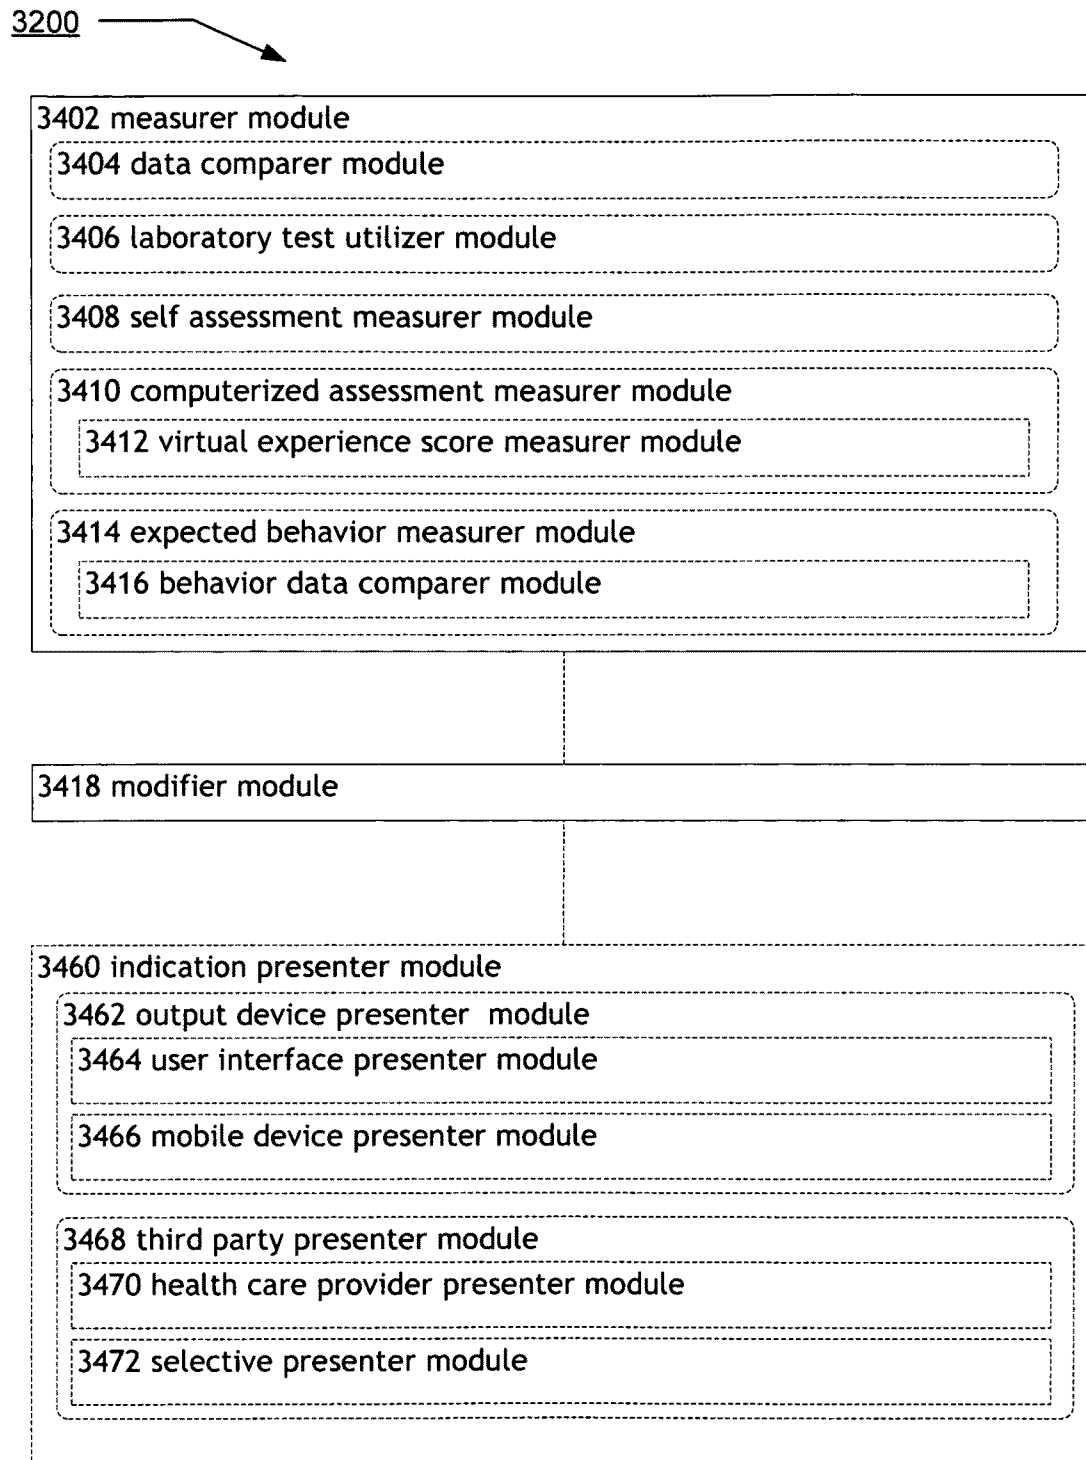 3200
3402 measurer module
3404 data comparer module
3406 laboratory test utilizer module
3408 self assessment measurer module
3410 computerized assessment measurer module
3412 virtual experience score measurer module
3414 expected behavior measurer module
3416 behavior data comparer module
3418 modifier module
3460 indication presenter module
3462 output device presenter module
3464 user interface presenter module
3466 mobile device presenter module
3468 third party presenter module
3470 health care provider presenter module
3472 selective presenter module